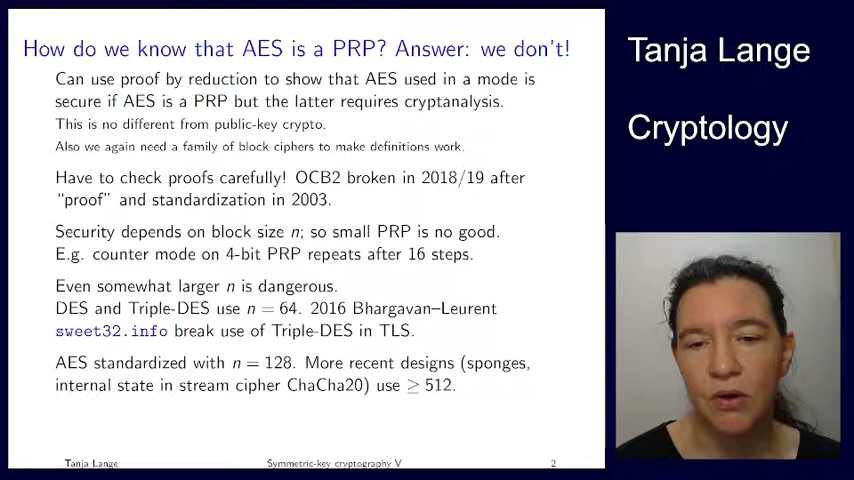 How do we know that AES is a PRP? Answer: we don't!
Can use proof by reduction to show that AES used in a mode is
secure if AES is a PRP but the latter requires cryptanalysis.
This is no different from public-key crypto.
Also we again need a family of block ciphers to make definitions work.
Have to check proofs carefully! OCB2 broken in 2018/19 after
“proof” and standardization in 2003.
Security depends on block size n; so small PRP is no good.
E.g. counter mode on 4-bit PRP repeats after 16 steps.
Even somewhat larger n is dangerous.
DES and Triple-DES use n = 64. 2016 Bhargavan–Leurent
sweet32.info break use of Triple-DES in TLS.
AES standardized with n = 128. More recent designs (sponges,
internal state in stream cipher ChaCha20) use ≥ 512.
Tanja Lange
Symmetric-key cryptography V
2
Tanja Lange
Cryptology